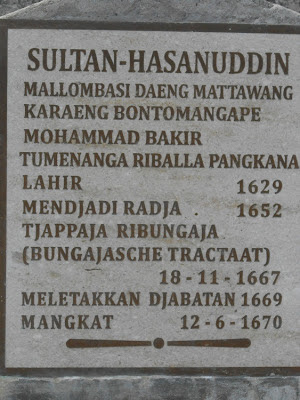 SULTAN-HASANUDDIN
MALLOMBASI DAENG MATTAWANG
KARAENG BONTOMANGAPE
MOHAMMAD BAKIR
TUMENANGA RIBALLA PANGKANA
LAHIR 1629
MENDJADI RADJA . 1652
TJAPPAJA RIBUNGAJA
(BUNGAJASCHE TRACTAAT)
18-11-1667
MELETAKKAN DJABATAN 1669
MANGKAT 12-6-1670